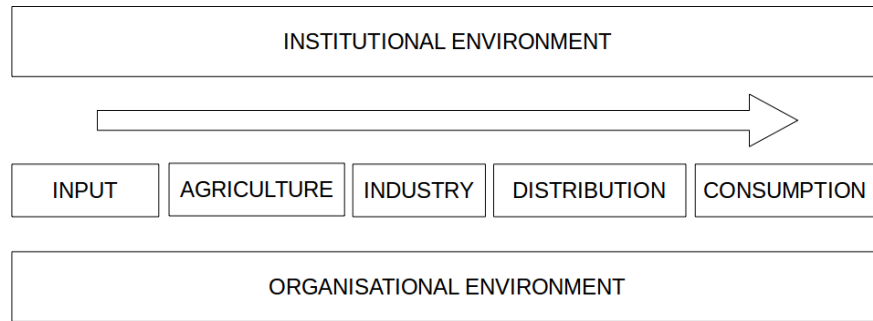 INSTITUTIONAL ENVIRONMENT
INPUT
AGRICULTURE
INDUSTRY
DISTRIBUTION
CONSUMPTION
ORGANISATIONAL ENVIRONMENT